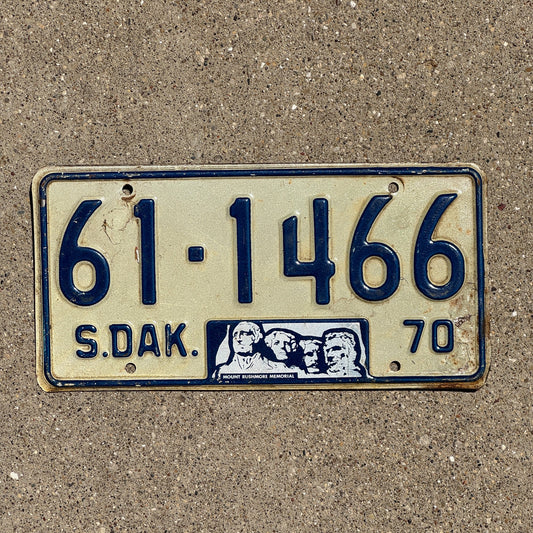 61·1466
S.DAK. 70
MOUNT RUSHMORE MEMORIAL